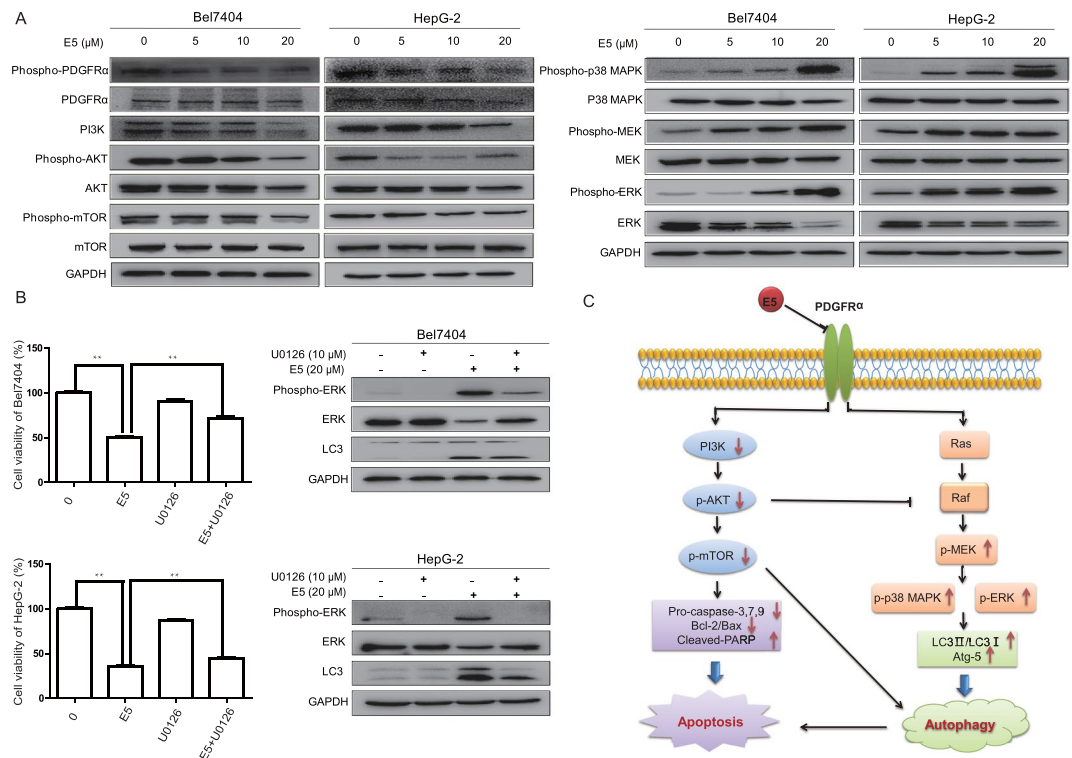 A
Bel7404
HepG-2
E5 (μM)
0 5 10 20
0 5 10 20
Phospho-PDGFRα
PDGFRα
PI3K
Phospho-AKT
AKT
Phospho-mTOR
mTOR
GAPDH
Bel7404
HepG-2
E5 (μM)
0 5 10 20
0 5 10 20
Phospho-p38 MAPK
P38 MAPK
Phospho-MEK
MEK
Phospho-ERK
ERK
GAPDH
B
Cell viability of Bel7404 (%)
150
100
50
0
**
**
0
E5
U0126
E5+U0126
Bel7404
U0126 (10 μM) - + - +
E5 (20 μM) - - + +
Phospho-ERK
ERK
LC3
GAPDH
Cell viability of HepG-2 (%)
150
100
50
0
**
**
0
E5
U0126
E5+U0126
HepG-2
U0126 (10 μM) - + - +
E5 (20 μM) - - + +
Phospho-ERK
ERK
LC3
GAPDH
C
E5
PDGFRα
PI3K
p-AKT
p-mTOR
Pro-caspase-3,7,9
Bcl-2/Bax
Cleaved-PARP
Apoptosis
Ras
Raf
p-MEK
p-p38 MAPK
p-ERK
LC3Ⅱ/LC3Ⅰ
Atg-5
Autophagy